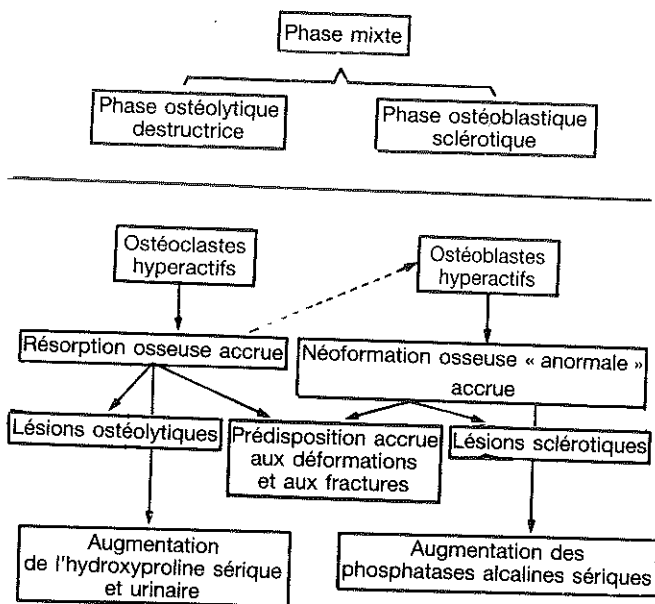 Phase mixte
Phase ostéolytique
destructrice
Phase ostéoblastique
sclérotique
Ostéoclastes
hyperactifs
Ostéoblastes
hyperactifs
Résorption osseuse accrue
Néoformation osseuse « anormale »
accrue
Lésions ostéolytiques
Prédisposition accrue
aux déformations
et aux fractures
Lésions sclérotiques
Augmentation
de l'hydroxyproline sérique
et urinaire
Augmentation des
phosphatases alcalines sériques